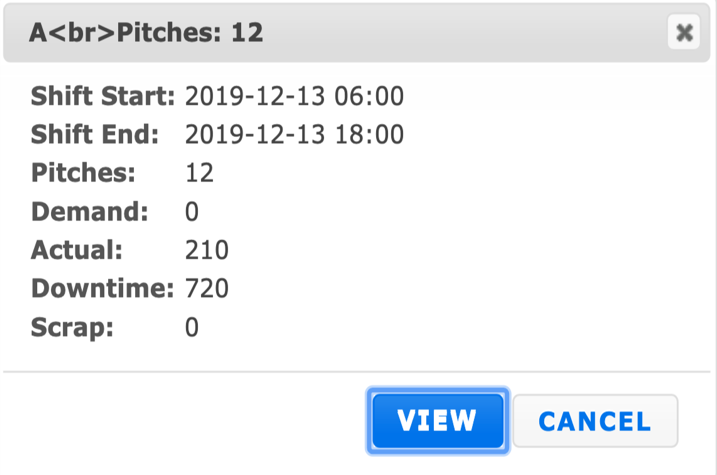 A<br>Pitches: 12
Shift Start: 2019-12-13 06:00
Shift End: 2019-12-13 18:00
Pitches: 12
Demand: 0
Actual: 210
Downtime: 720
Scrap: 0
VIEW CANCEL